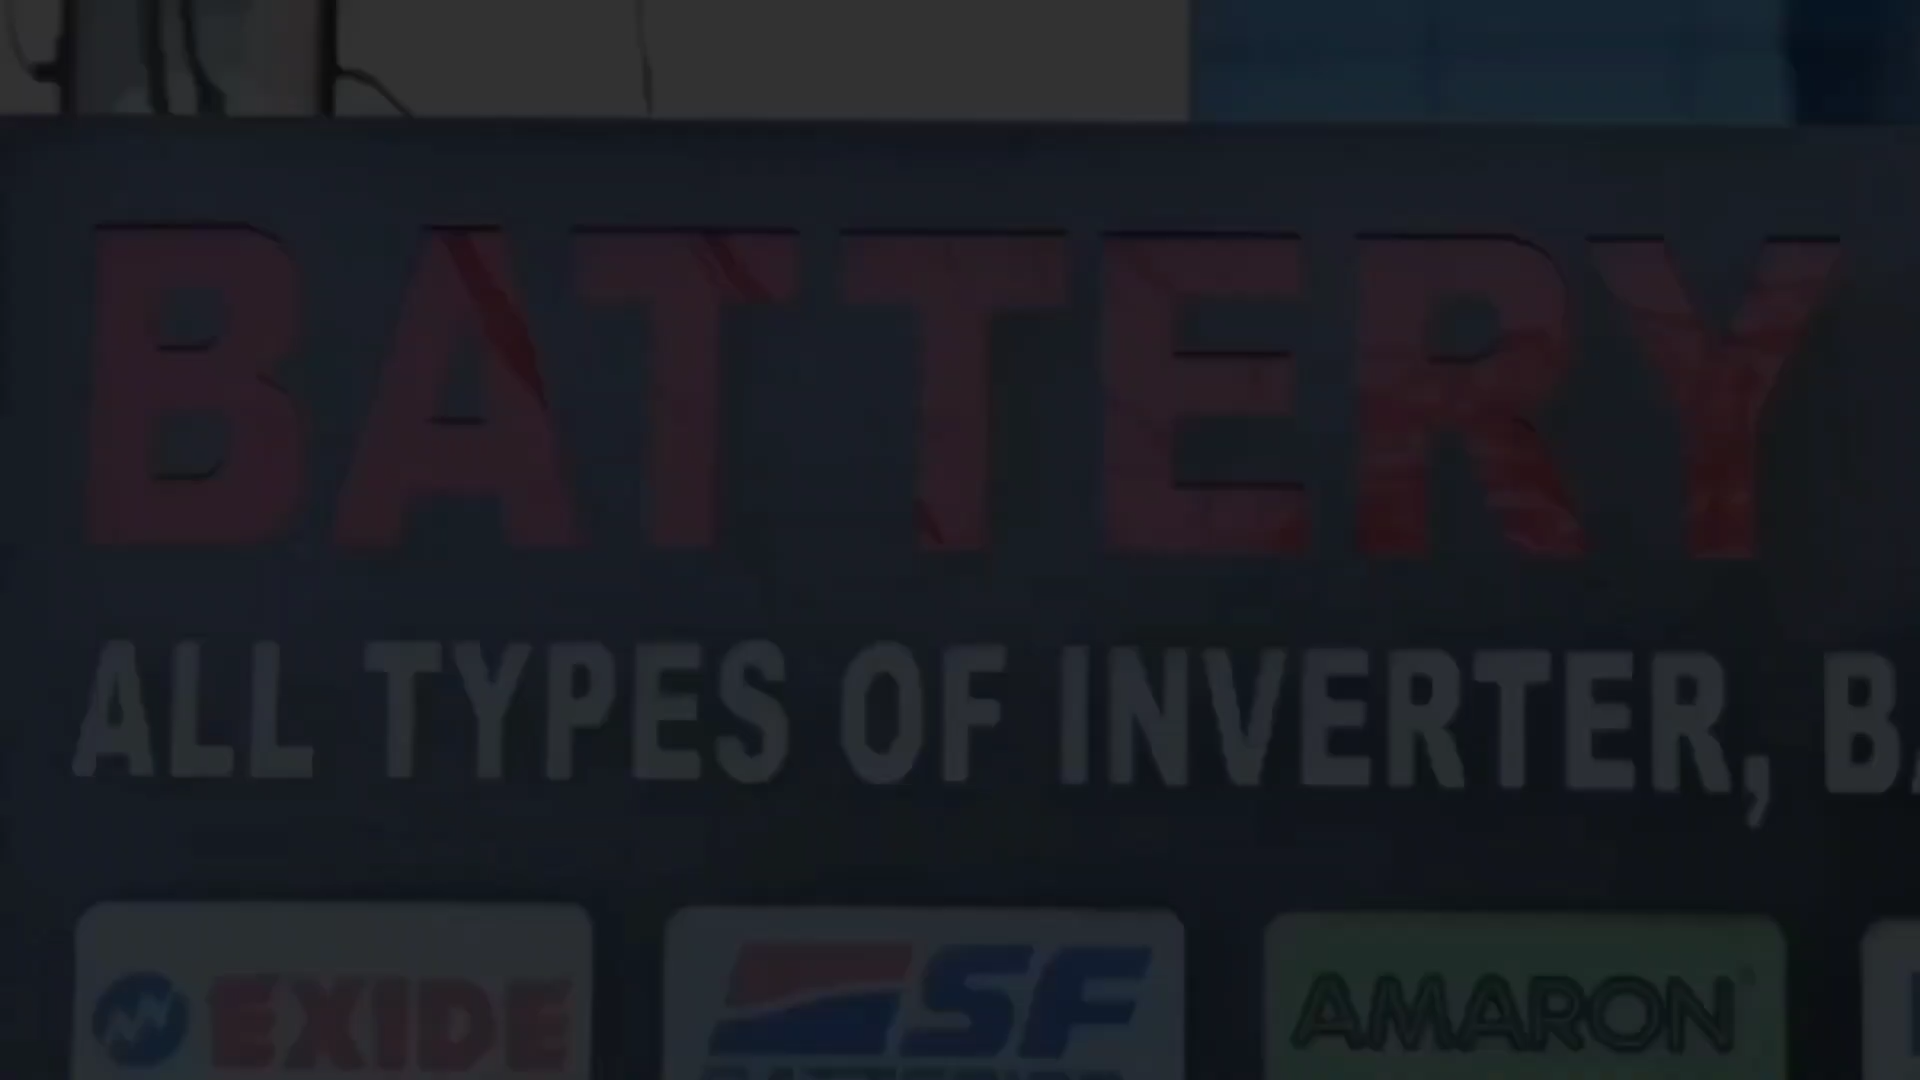 BATTERY
ALL TYPES OF INVERTER,
EXIDE
SF
AMARON